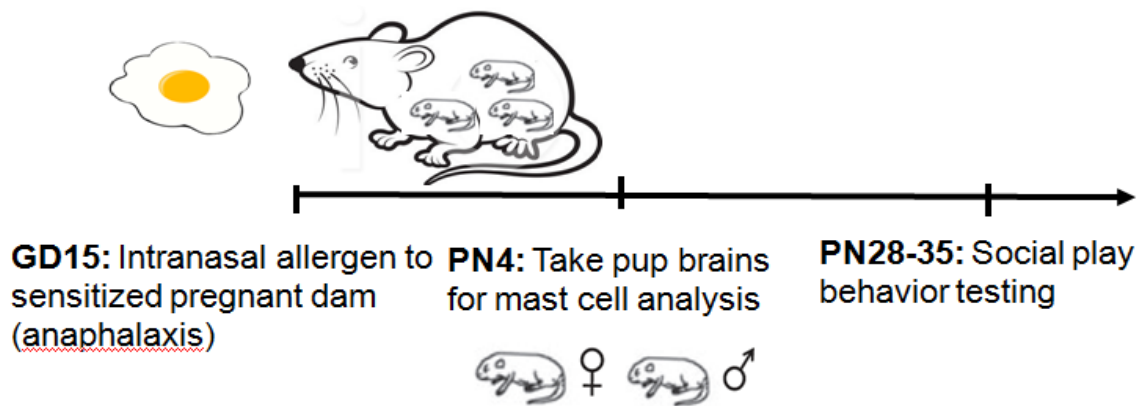 GD15: Intranasal allergen to
sensitized pregnant dam
(anaphalaxis)
PN4: Take pup brains
for mast cell analysis
♀ ♂
PN28-35: Social play
behavior testing